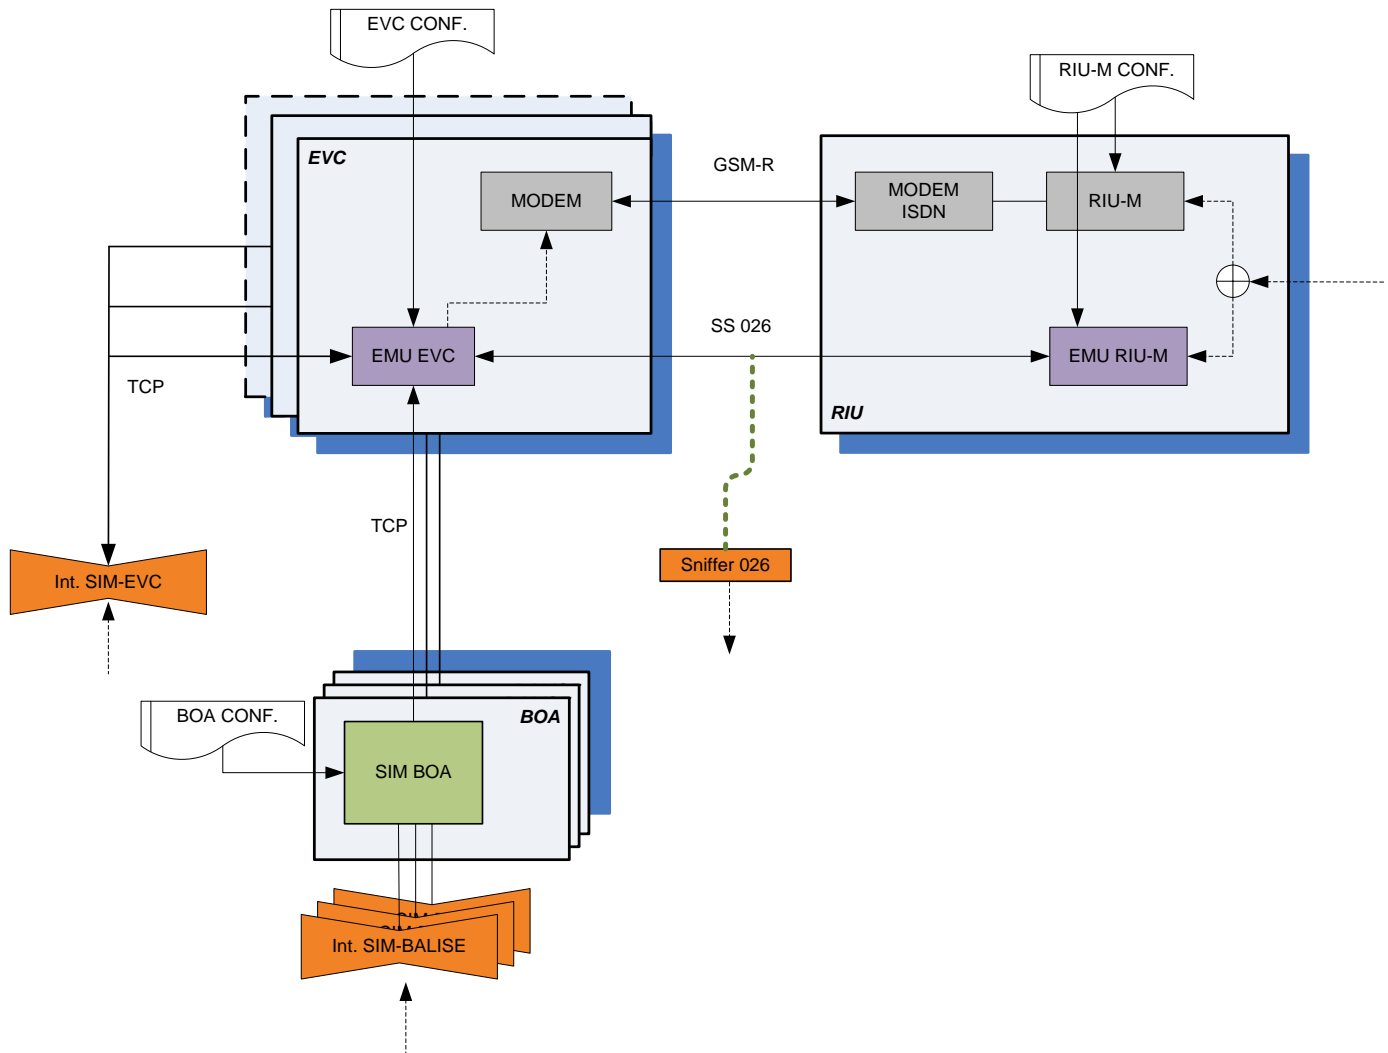 EVC CONF.
RIU-M CONF.
EVC
GSM-R
MODEM
MODEM
ISDN
RIU-M
SS 026
EMU EVC
EMU RIU-M
TCP
RIU
TCP
Sniffer 026
Int. SIM-EVC
BOA CONF.
BOA
SIM BOA
Int. SIM-BALISE